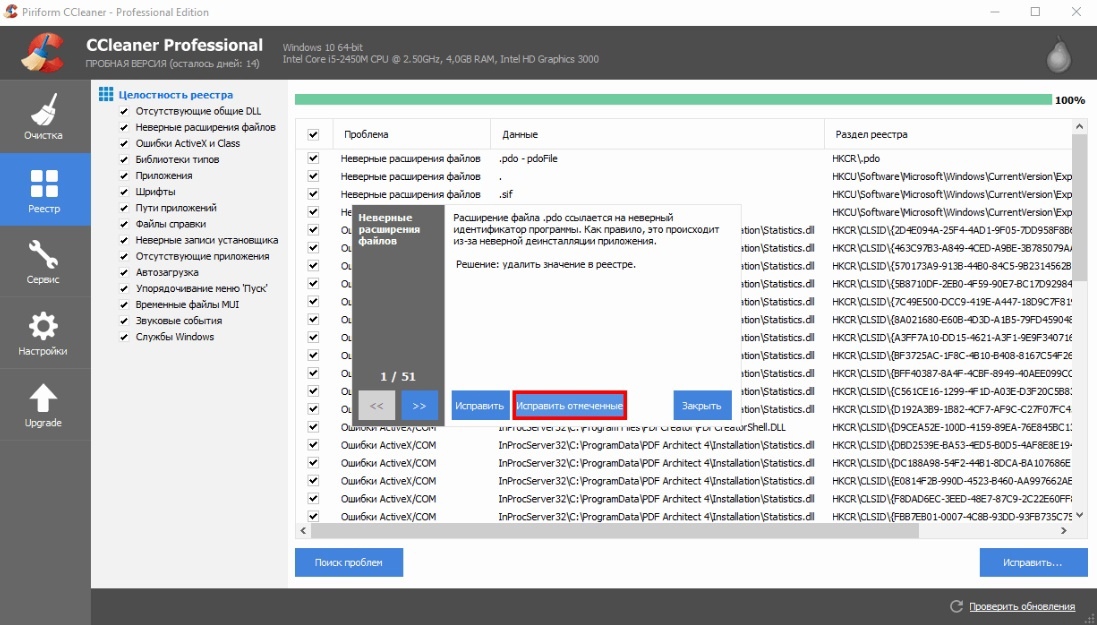 Piriform CCleaner - Professional Edition
CCleaner Professional
ПРОБНАЯ ВЕРСИЯ (осталось дней: 14)
Windows 10 64-bit
Intel Core i5-2450M CPU @ 2.50GHz, 4,0GB RAM, Intel HD Graphics 3000
Очистка
Реестр
Сервис
Настройки
Upgrade
Целостность реестра
Отсутствующие общие DLL
Неверные расширения файлов
Ошибки ActiveX и Class
Библиотеки типов
Приложения
Шрифты
Пути приложений
Файлы справки
Неверные записи установщика
Отсутствующие приложения
Автозагрузка
Упорядочивание меню 'Пуск'
Временные файлы MUI
Звуковые события
Службы Windows
100%
Проблема Данные Раздел реестра
Неверные расширения файлов .pdo - pdoFile HKCR\.pdo
Неверные расширения файлов . HKCU\Software\Microsoft\Windows\CurrentVersion\Exp
Неверные расширения файлов .sif HKCU\Software\Microsoft\Windows\CurrentVersion\Exp
HKCU\Software\Microsoft\Windows\CurrentVersion\Exp
Неверные
расширения
файлов
1 / 51
<< >>
Расширение файла .pdo ссылается на неверный
идентификатор программы. Как правило, это происходит
из-за неверной деинсталляции приложения.
Решение: удалить значение в реестре.
Исправить Исправить отмеченные Закрыть
ation\Statistics.dll HKCR\CLSID\{2D4E094A-25F4-4AD1-9F05-7DD958F8B6
ation\Statistics.dll HKCR\CLSID\{463C97B3-A849-4CED-A9BE-3B785079A
ation\Statistics.dll HKCR\CLSID\{570173A9-913B-44B0-84C5-9B2314562B
ation\Statistics.dll HKCR\CLSID\{5B8710DF-2EB0-4F59-90E7-BC17D92984
ation\Statistics.dll HKCR\CLSID\{7C49E500-DCC9-419E-A447-18D9C7F81
ation\Statistics.dll HKCR\CLSID\{8A021680-E60B-4D3D-A1B5-79FD459048
ation\Statistics.dll HKCR\CLSID\{A3FF7A10-DD15-4621-A3F1-9E9F340716
ation\Statistics.dll HKCR\CLSID\{BF3725AC-1F8C-4B10-B408-8167C54F26
ation\Statistics.dll HKCR\CLSID\{BFF40387-8A4F-4CBF-8949-40AEE099CC
ation\Statistics.dll HKCR\CLSID\{C561CE16-1299-4F1D-A03E-D3F20C5B8
ation\Statistics.dll HKCR\CLSID\{D192A3B9-1B82-4CF7-AF9C-C27F07FC4
Ошибки ActiveX/COM InProcServer32\C:\Program Files\PDFCreator\PDFCreatorShell.DLL HKCR\CLSID\{D9CEA52E-100D-4159-89EA-76E845BC1
Ошибки ActiveX/COM InProcServer32\C:\ProgramData\PDF Architect 4\Installation\Statistics.dll HKCR\CLSID\{DBD2539E-BA53-4ED5-B0D5-4AF8E8E19
Ошибки ActiveX/COM InProcServer32\C:\ProgramData\PDF Architect 4\Installation\Statistics.dll HKCR\CLSID\{DC188A98-54F2-44B1-8DCA-BA107686E
Ошибки ActiveX/COM InProcServer32\C:\ProgramData\PDF Architect 4\Installation\Statistics.dll HKCR\CLSID\{E0814F2B-990D-4523-B460-AA997662AE
Ошибки ActiveX/COM InProcServer32\C:\ProgramData\PDF Architect 4\Installation\Statistics.dll HKCR\CLSID\{F8DAD6EC-3EED-48E7-87C9-2C22E60FF
Ошибки ActiveX/COM InProcServer32\C:\ProgramData\PDF Architect 4\Installation\Statistics.dll HKCR\CLSID\{FBB7EB01-0007-4C8B-93DD-93FB735C75
Поиск проблем Исправить...
Проверить обновления